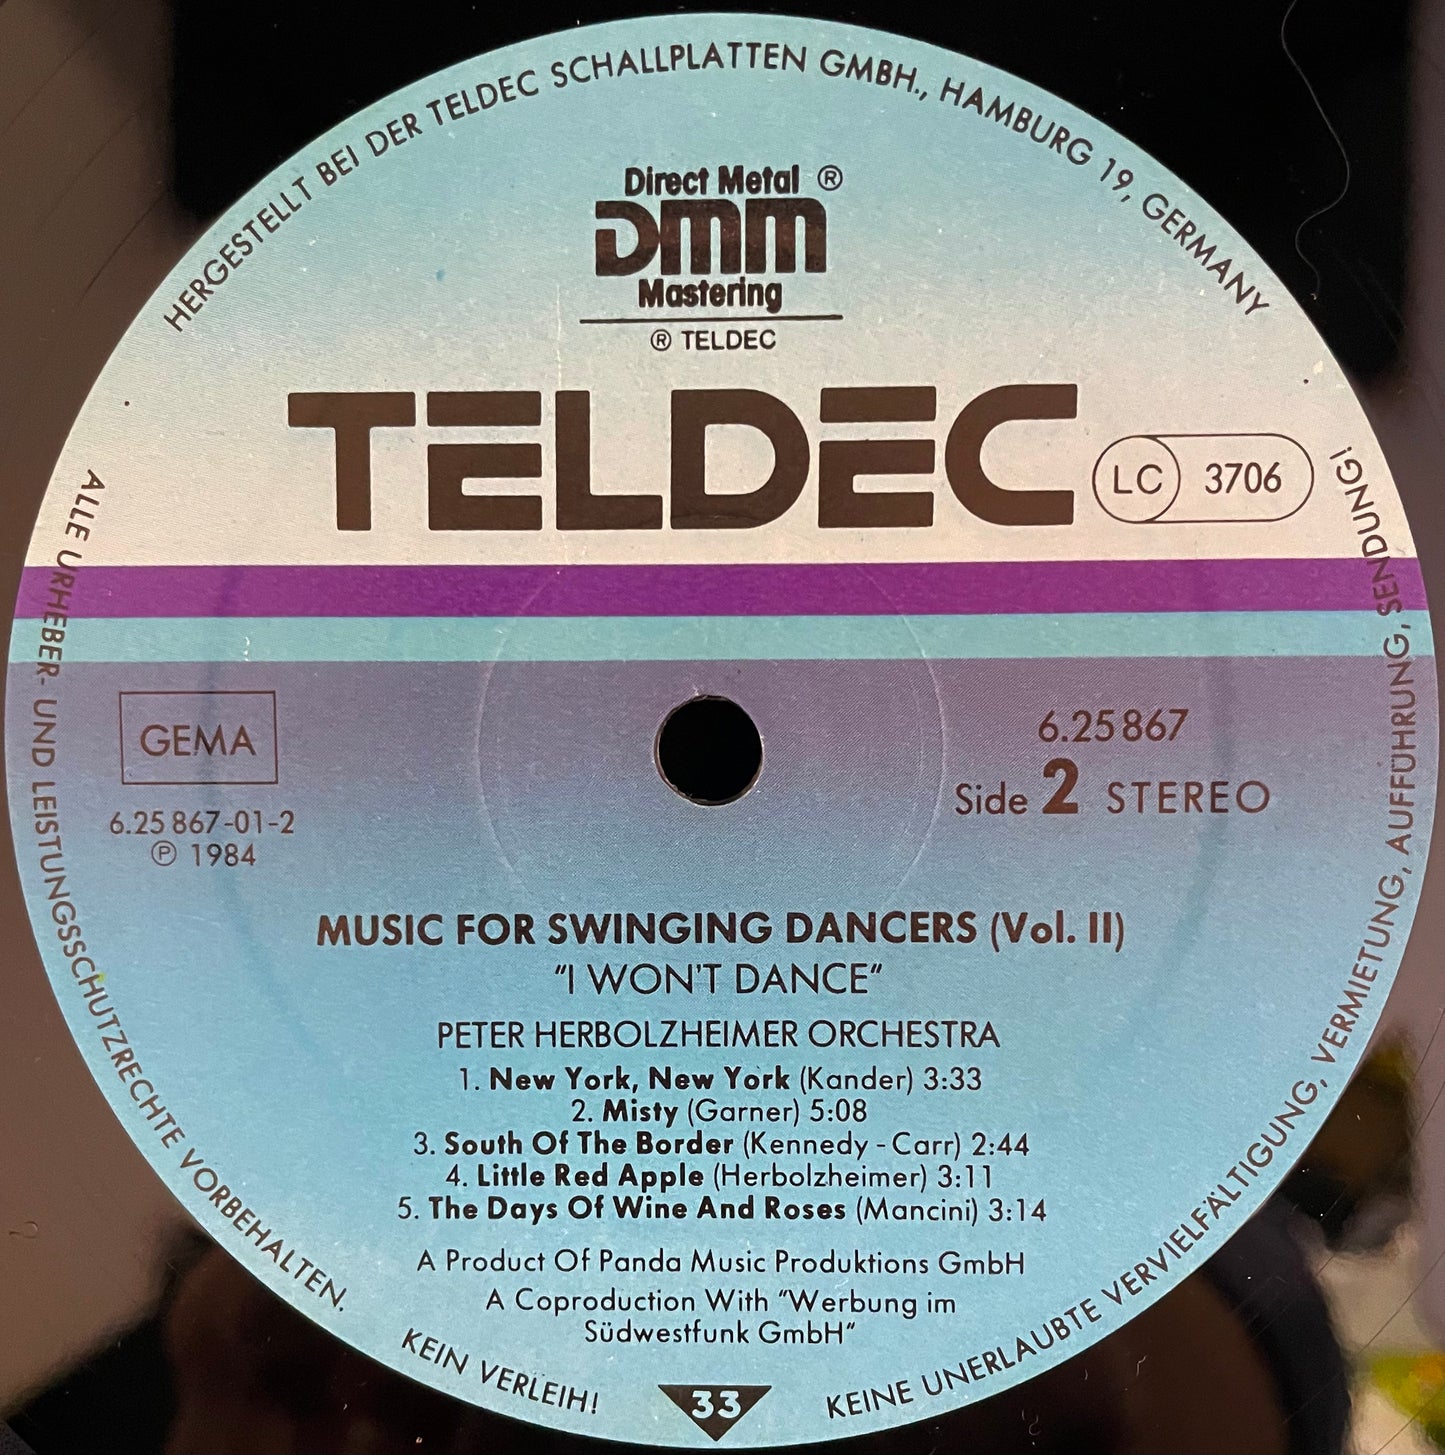 HERGESTELLT BEI DER TELDEC SCHALLPLATTEN GMBH., HAMBURG 19, GERMANY
Direct Metal ®
DMM
Mastering
® TELDEC
TELDEC
LC 3706
GEMA
6.25867-01-2
℗ 1984
6.25867
Side 2 STEREO
MUSIC FOR SWINGING DANCERS (Vol. II)
"I WON'T DANCE"
PETER HERBOLZHEIMER ORCHESTRA
1. New York, New York (Kander) 3:33
2. Misty (Garner) 5:08
3. South Of The Border (Kennedy - Carr) 2:44
4. Little Red Apple (Herbolzheimer) 3:11
5. The Days Of Wine And Roses (Mancini) 3:14
A Product Of Panda Music Produktions GmbH
A Coproduction With "Werbung im
Südwestfunk GmbH"
33
ALLE URHEBER- UND LEISTUNGSSCHUTZRECHTE VORBEHALTEN.
KEIN VERLEIH!
KEINE UNERLAUBTE VERVIELFÄLTIGUNG, VERMIETUNG, AUFFÜHRUNG, SENDUNG!